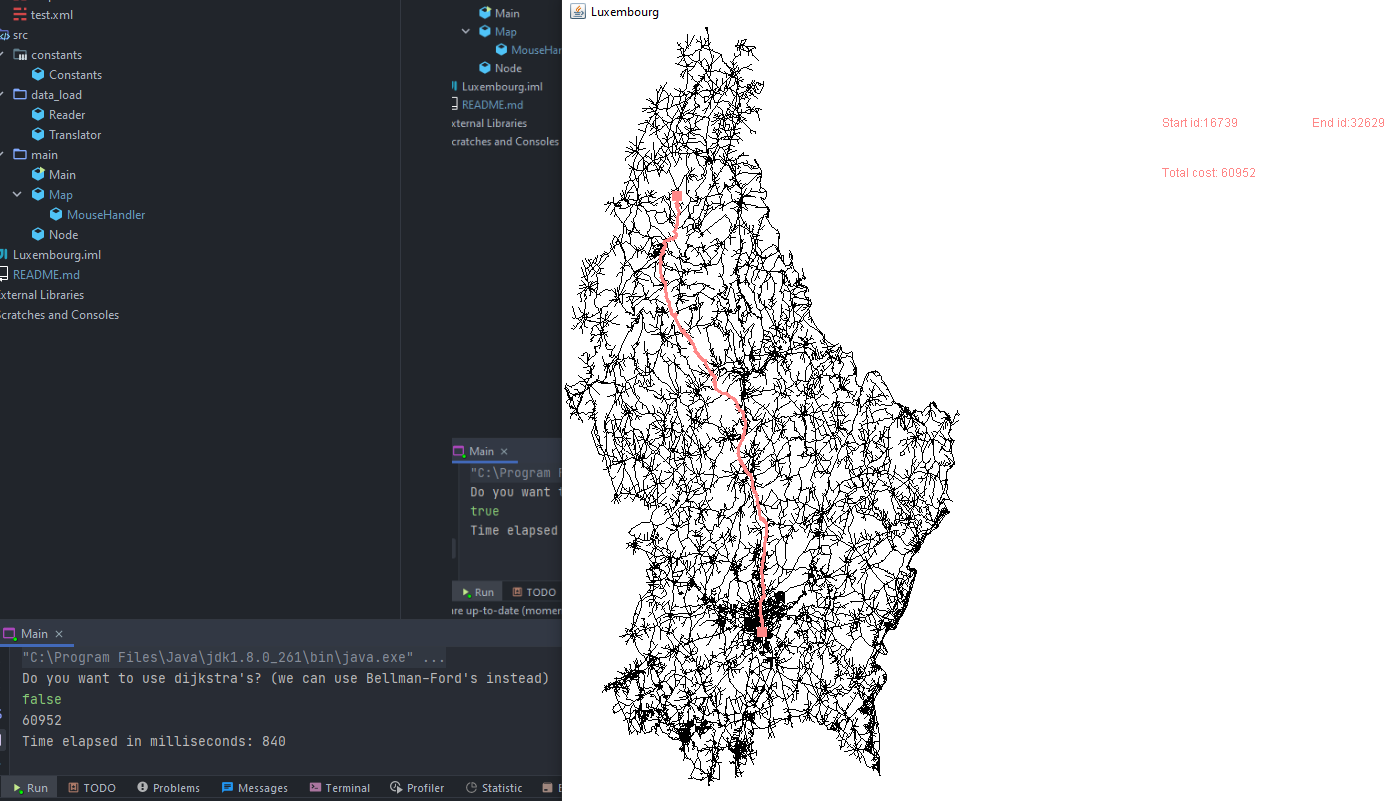 test.xml
src
constants
Constants
data_load
Reader
Translator
main
Main
Map
MouseHandler
Node
Luxembourg.iml
README.md
xternal Libraries
cratches and Consoles
Main
Map
MouseHan
Node
Luxembourg.iml
README.md
xternal Libraries
cratches and Consoles
Main
"C:\Program F
Do you want t
true
Time elapsed
Run TODO
are up-to-date (momen
Main
"C:\Program Files\Java\jdk1.8.0_261\bin\java.exe" ...
Do you want to use dijkstra's? (we can use Bellman-Ford's instead)
false
60952
Time elapsed in milliseconds: 840
Run TODO Problems Messages Terminal Profiler Statistic
Luxembourg
Start id:16739 End id:32629
Total cost: 60952